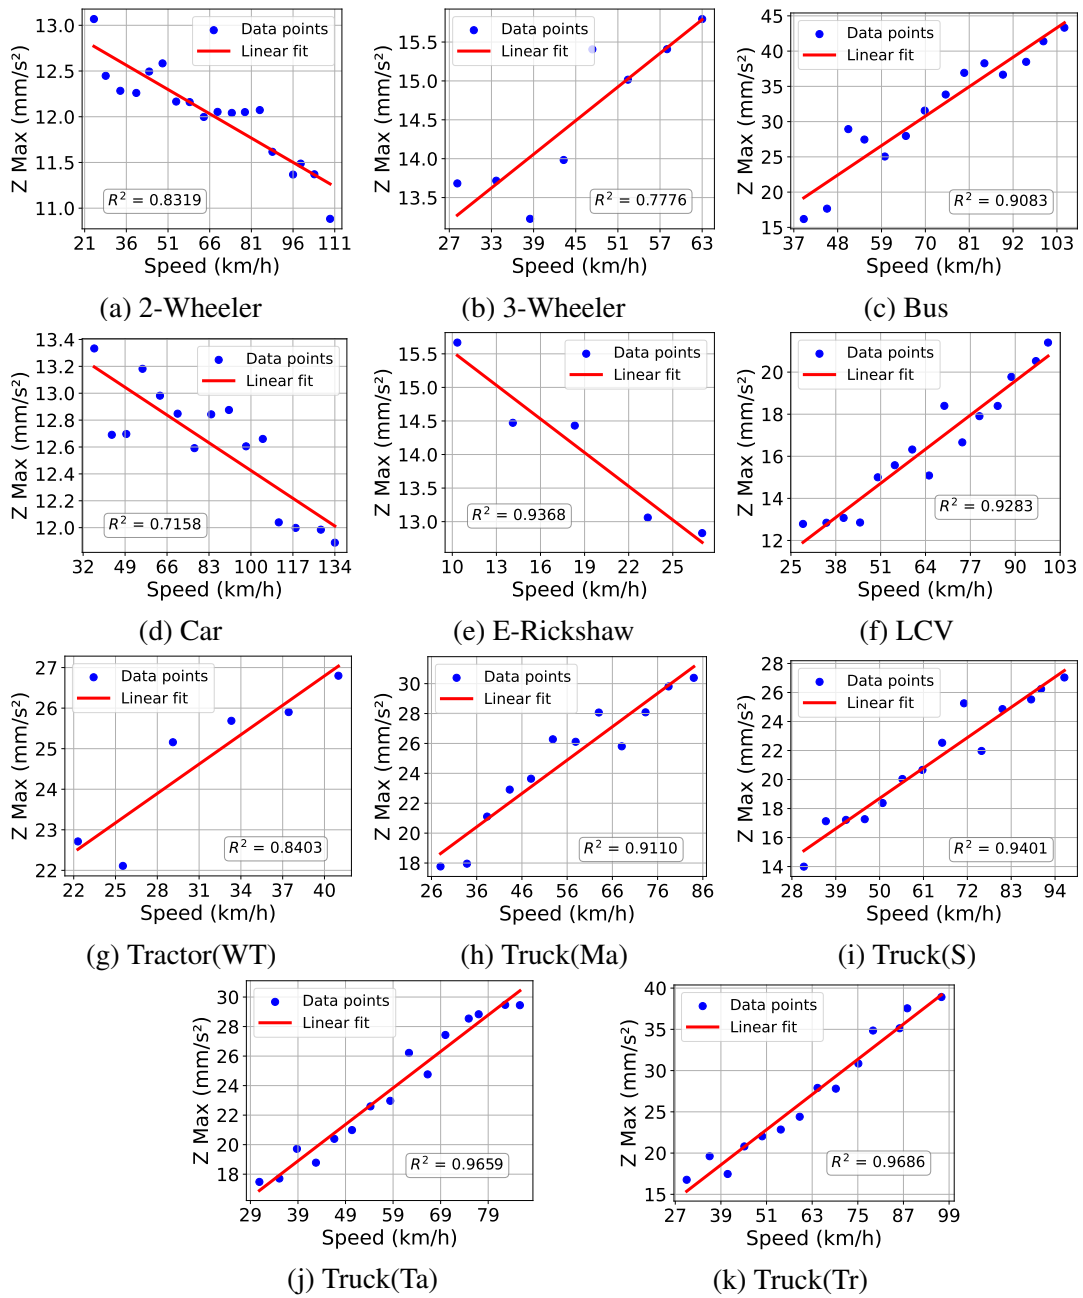 Z Max (mm/s²)
13.0
12.5
12.0
11.5
11.0
Data points
Linear fit
R² = 0.8319
21 36 51 66 81 96 111
Speed (km/h)
(a) 2-Wheeler
Z Max (mm/s²)
15.5
15.0
14.5
14.0
13.5
Data points
Linear fit
R² = 0.7776
27 33 39 45 51 57 63
Speed (km/h)
(b) 3-Wheeler
Z Max (mm/s²)
45
40
35
30
25
20
15
Data points
Linear fit
R² = 0.9083
37 48 59 70 81 92 103
Speed (km/h)
(c) Bus
Z Max (mm/s²)
13.4
13.2
13.0
12.8
12.6
12.4
12.2
12.0
Data points
Linear fit
R² = 0.7158
32 49 66 83 100 117 134
Speed (km/h)
(d) Car
Z Max (mm/s²)
15.5
15.0
14.5
14.0
13.5
13.0
Data points
Linear fit
R² = 0.9368
10 13 16 19 22 25
Speed (km/h)
(e) E-Rickshaw
Z Max (mm/s²)
20
18
16
14
12
Data points
Linear fit
R² = 0.9283
25 38 51 64 77 90 103
Speed (km/h)
(f) LCV
Z Max (mm/s²)
27
26
25
24
23
22
Data points
Linear fit
R² = 0.8403
22 25 28 31 34 37 40
Speed (km/h)
(g) Tractor(WT)
Z Max (mm/s²)
30
28
26
24
22
20
18
Data points
Linear fit
R² = 0.9110
26 36 46 56 66 76 86
Speed (km/h)
(h) Truck(Ma)
Z Max (mm/s²)
28
26
24
22
20
18
16
14
Data points
Linear fit
R² = 0.9401
28 39 50 61 72 83 94
Speed (km/h)
(i) Truck(S)
Z Max (mm/s²)
30
28
26
24
22
20
18
Data points
Linear fit
R² = 0.9659
29 39 49 59 69 79
Speed (km/h)
(j) Truck(Ta)
Z Max (mm/s²)
40
35
30
25
20
15
Data points
Linear fit
R² = 0.9686
27 39 51 63 75 87 99
Speed (km/h)
(k) Truck(Tr)